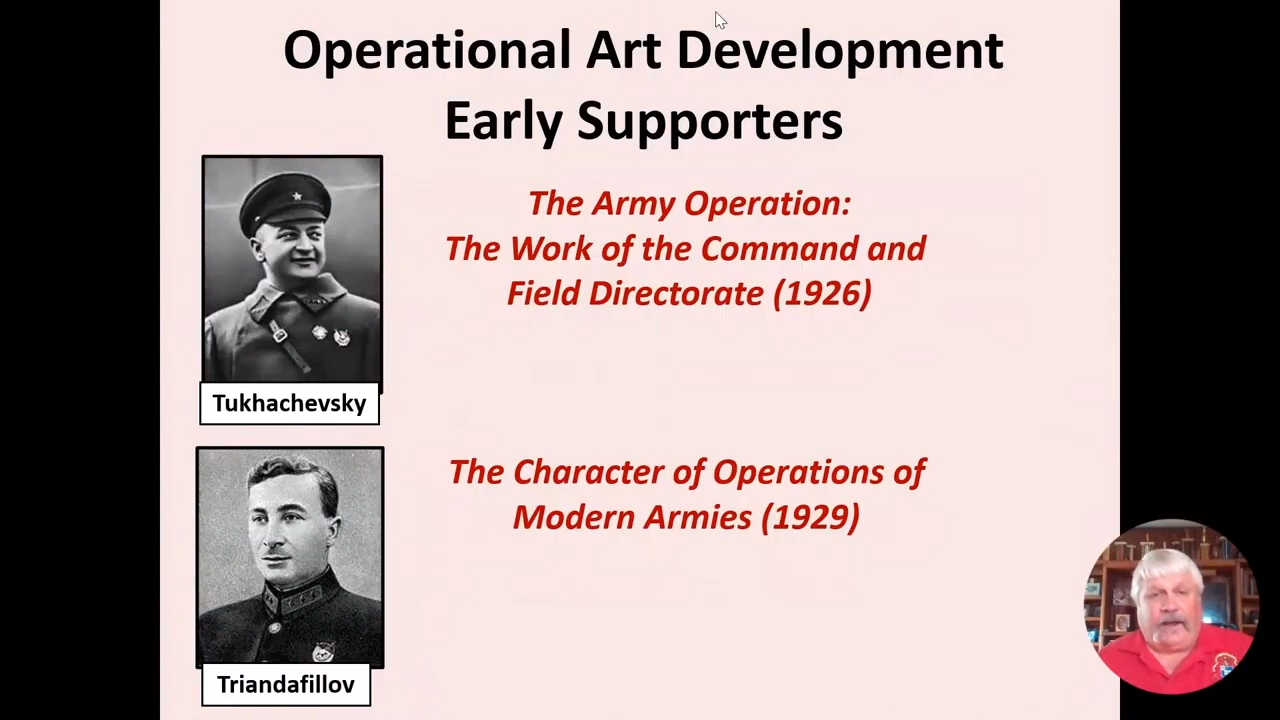 Operational Art Development
Early Supporters
The Army Operation:
The Work of the Command and
Field Directorate (1926)
Tukhachevsky
The Character of Operations of
Modern Armies (1929)
Triandafillov